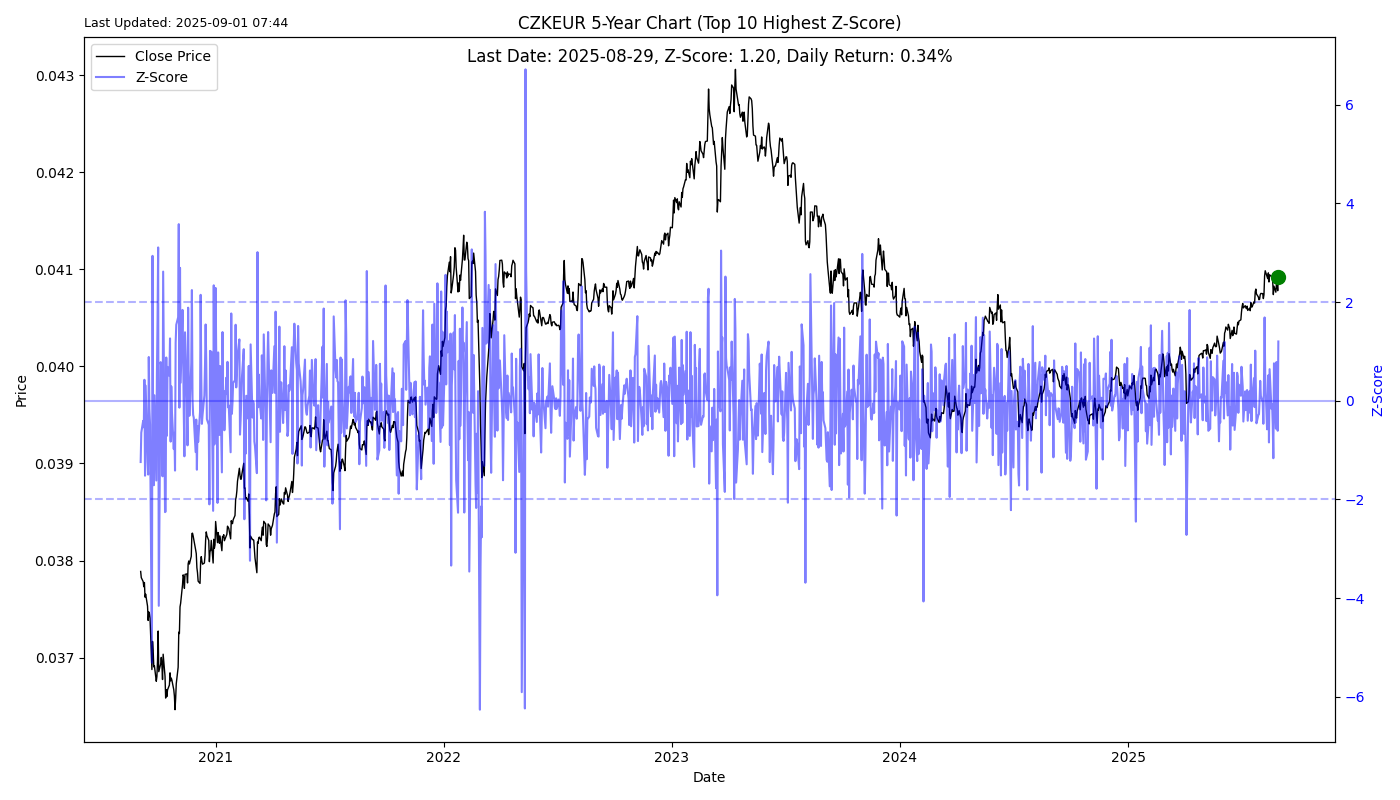 Last Updated: 2025-09-01 07:44
CZKEUR 5-Year Chart (Top 10 Highest Z-Score)
Last Date: 2025-08-29, Z-Score: 1.20, Daily Return: 0.34%
Close Price
Z-Score
0.043
0.042
0.041
0.040
0.039
0.038
0.037
Price
6
4
2
0
−2
−4
−6
Z-Score
2021
2022
2023
2024
2025
Date